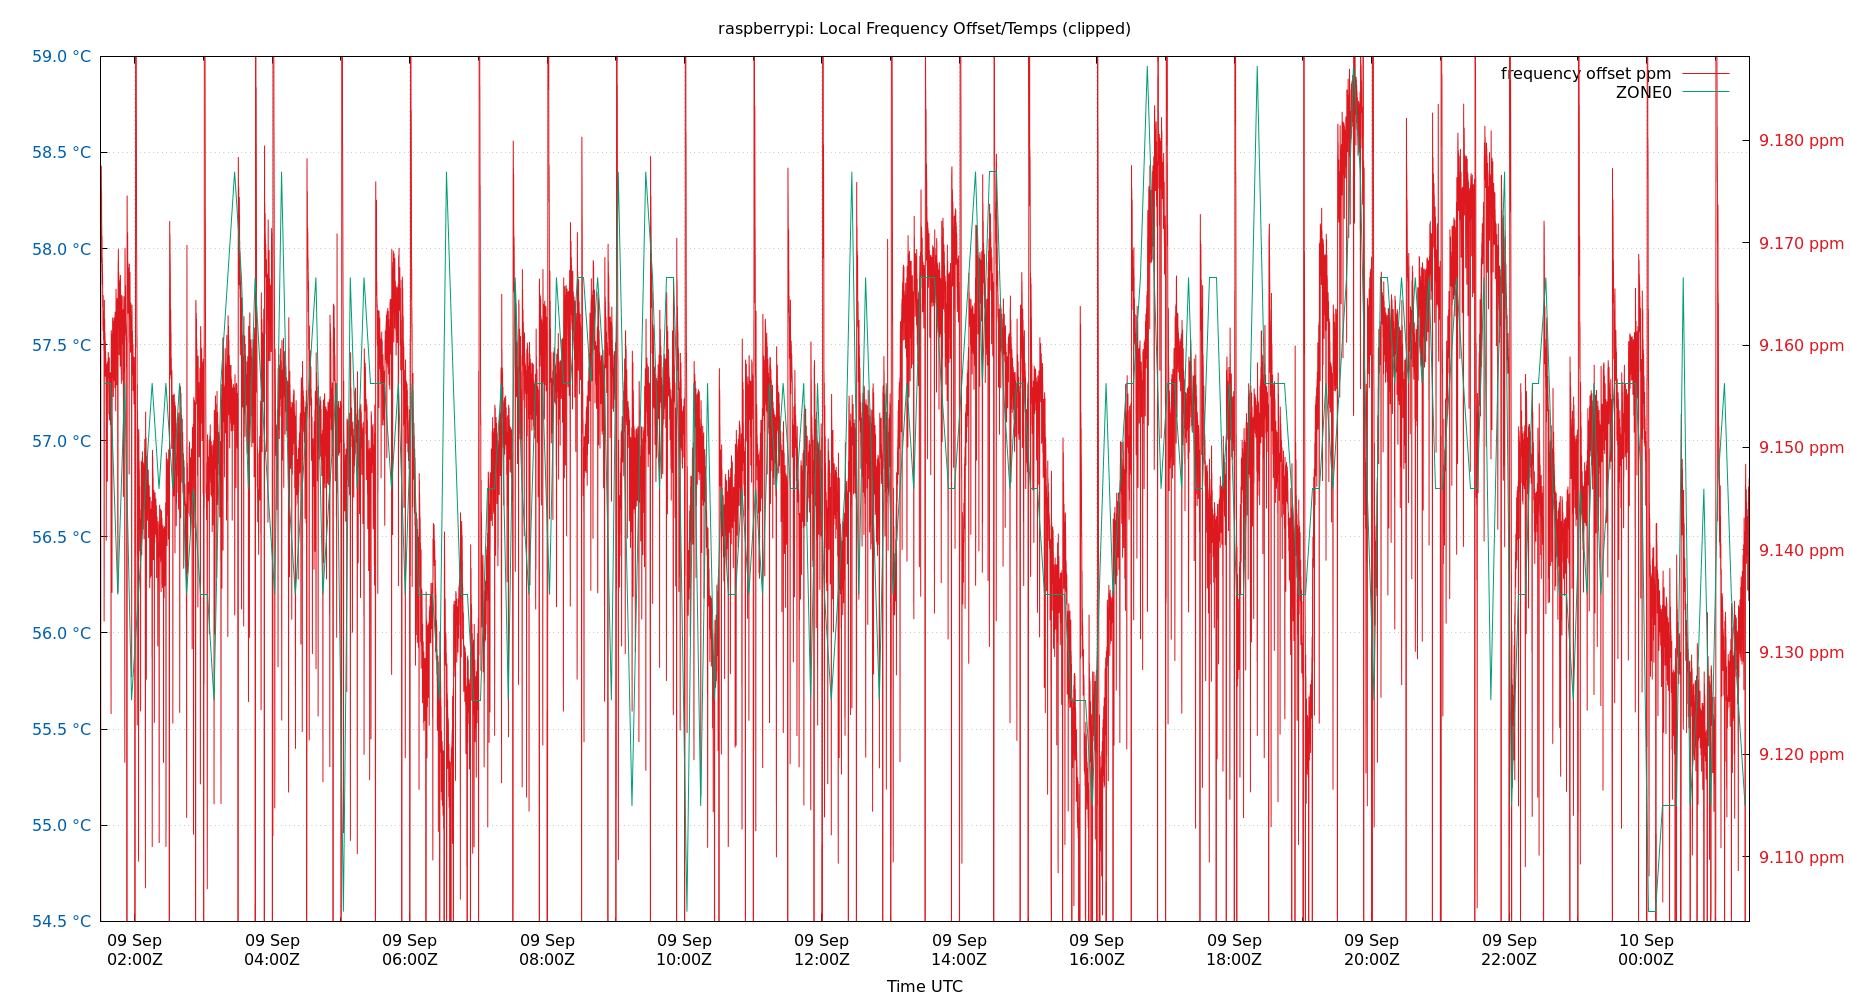 raspberrypi: Local Frequency Offset/Temps (clipped)
frequency offset ppm
ZONE0
59.0 °C
58.5 °C
58.0 °C
57.5 °C
57.0 °C
56.5 °C
56.0 °C
55.5 °C
55.0 °C
54.5 °C
9.180 ppm
9.170 ppm
9.160 ppm
9.150 ppm
9.140 ppm
9.130 ppm
9.120 ppm
9.110 ppm
09 Sep
02:00Z
09 Sep
04:00Z
09 Sep
06:00Z
09 Sep
08:00Z
09 Sep
10:00Z
09 Sep
12:00Z
09 Sep
14:00Z
09 Sep
16:00Z
09 Sep
18:00Z
09 Sep
20:00Z
09 Sep
22:00Z
10 Sep
00:00Z
Time UTC